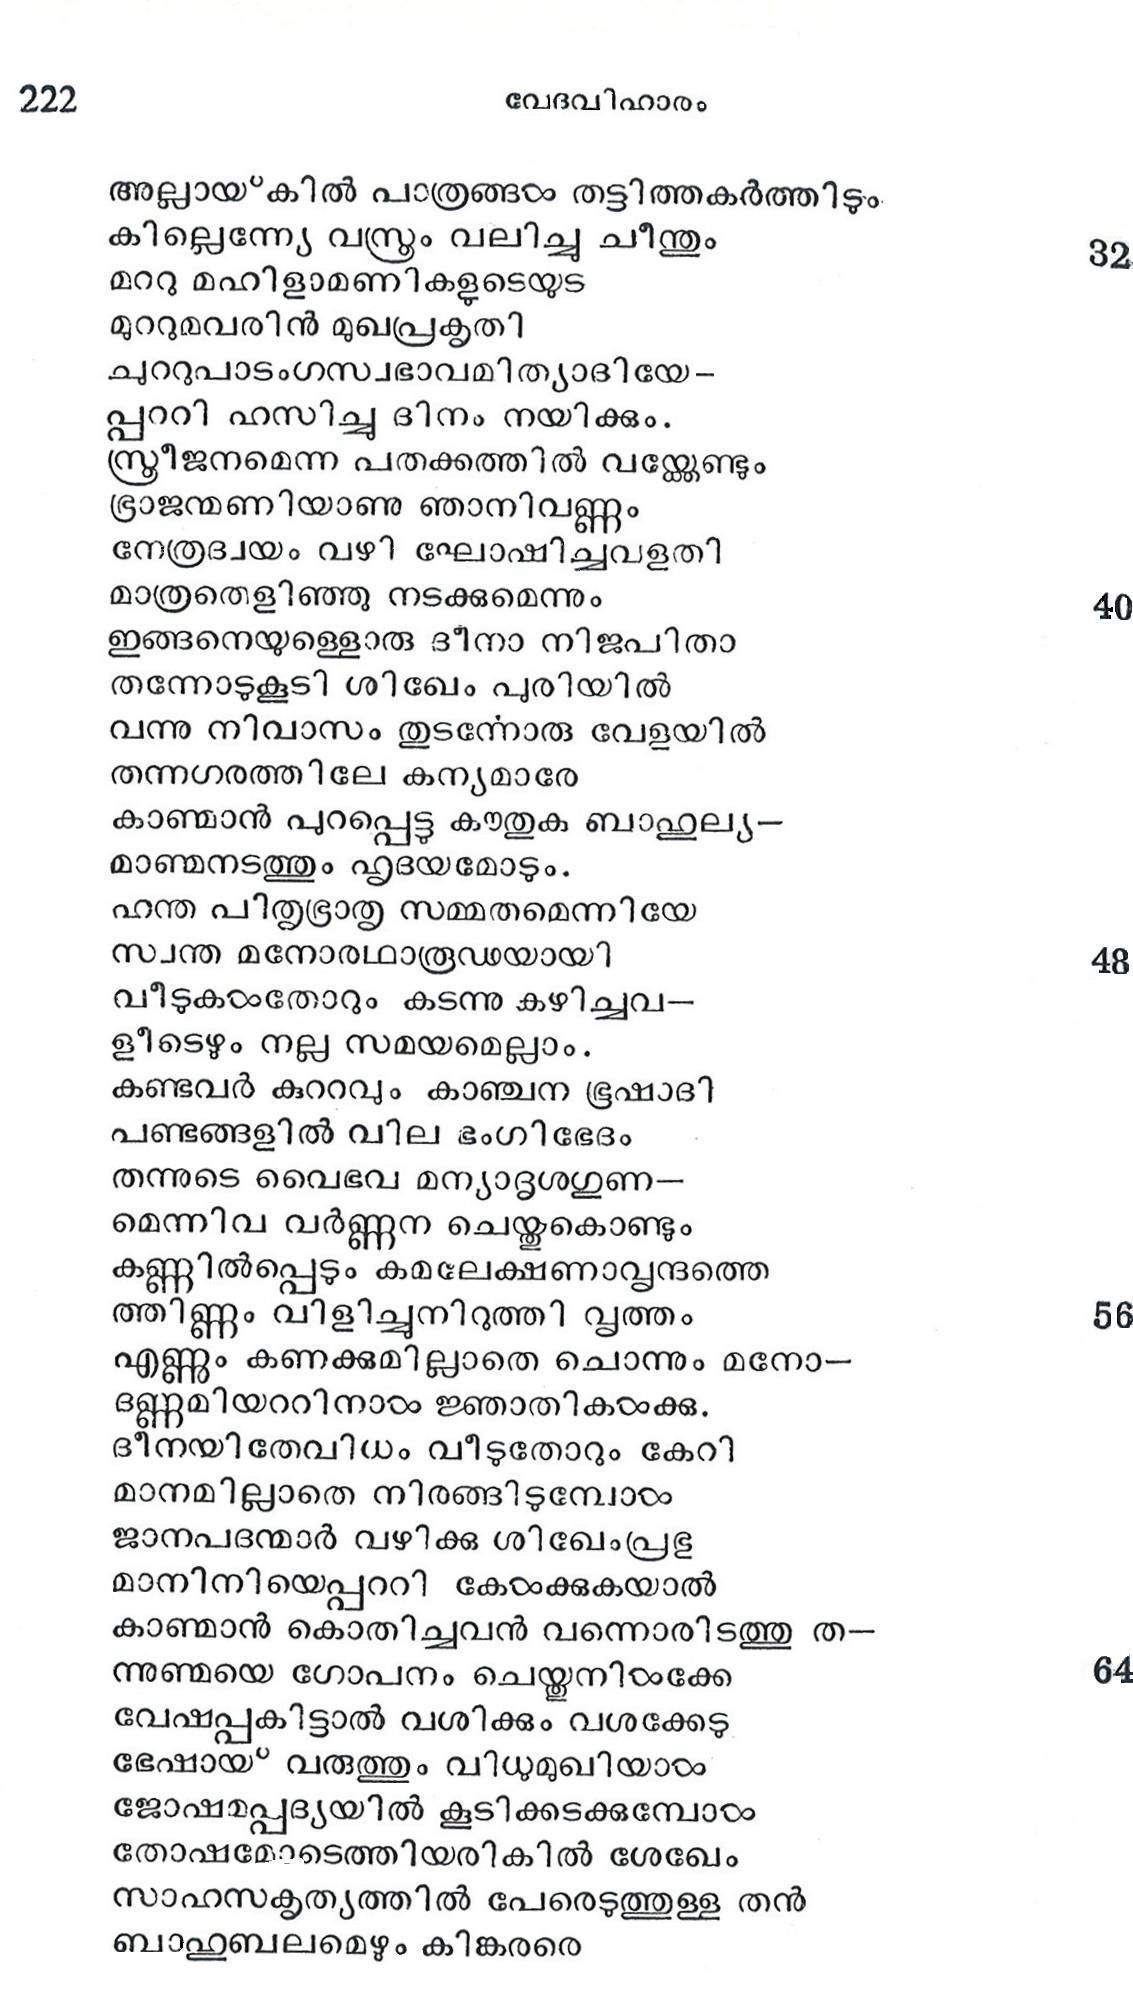 222 വേദവിഹാരം
അല്ലായ്കിൽ പാത്രങ്ങൾ തട്ടിത്തകർത്തിടും
കില്ലെന്ന്യേ വസ്ത്രം വലിച്ചു ചീന്തും 32
മററു മഹിളാമണികളുടെയുട
മുററുമവരിൻ മുഖപ്രകൃതി
ചുററുപാടംഗസ്വഭാവമിത്യാദിയേ–
പ്പററി ഹസിച്ചു ദിനം നയിക്കും.
സ്ത്രീജനമെന്ന പതക്കത്തിൽ വയ്ക്കേണ്ടും
ഭ്രാജന്മണിയാണു ഞാനിവണ്ണം
നേത്രദ്വയം വഴി ഘോഷിച്ചവളതി
മാത്രതെളിഞ്ഞു നടക്കുമെന്നും 40
ഇങ്ങനെയുള്ളൊരു ദീനാ നിജപിതാ
തന്നോടുകൂടി ശിഖേം പുരിയിൽ
വന്നു നിവാസം തുടർന്നോരു വേളയിൽ
തന്നഗരത്തിലേ കന്യമാരേ
കാണ്മാൻ പുറപ്പെട്ടു കൗതുക ബാഹുല്യ–
മാണ്മനടത്തും ഹൃദയമോടും.
ഹന്ത പിതൃഭ്രാതൃ സമ്മതമെന്നിയേ
സ്വന്ത മനോരഥാരൂഢയായി 48
വീടുകൾതോറും കടന്നു കഴിച്ചവ–
ളീടെഴും നല്ല സമയമെല്ലാം.
കണ്ടവർ കുററവും കാഞ്ചന ഭൂഷാദി
പണ്ടങ്ങളിൽ വില ഭംഗിഭേദം
തന്നുടെ വൈഭവ മന്യാദൃശഗുണ–
മെന്നിവ വർണ്ണന ചെയ്തുകൊണ്ടും
കണ്ണിൽപ്പെടും കമലേക്ഷണാവൃന്ദത്തെ
ത്തിണ്ണം വിളിച്ചുനിറുത്തി വൃത്തം 56
എണ്ണും കണക്കുമില്ലാതെ ചൊന്നും മനോ–
ദണ്ണമിയററിനാൾ ജ്ഞാതികൾക്കു.
ദീനയിതേവിധം വീടുതോറും കേറി
മാനമില്ലാതെ നിരങ്ങിടുമ്പോൾ
ജാനപദന്മാർ വഴിക്കു ശിഖേംപ്രഭു
മാനിനിയെപ്പററി കേൾക്കുകയാൽ
കാണ്മാൻ കൊതിച്ചവൻ വന്നൊരിടത്തു ത–
ന്നുണ്മയെ ഗോപനം ചെയ്തുനിൽക്കേ 64
വേഷപ്പകിട്ടാൽ വശിക്കും വശക്കേടു
ഭേഷായ് വരുത്തും വിധുമുഖിയാൾ
ജോഷമപ്പദ്യയിൽ കൂടിക്കടക്കുമ്പോൾ
തോഷമോടെത്തിയരികിൽ ശേഖേം
സാഹസകൃത്യത്തിൽ പേരെടുത്തുള്ള തൻ
ബാഹുബലമെഴും കിങ്കരരെ